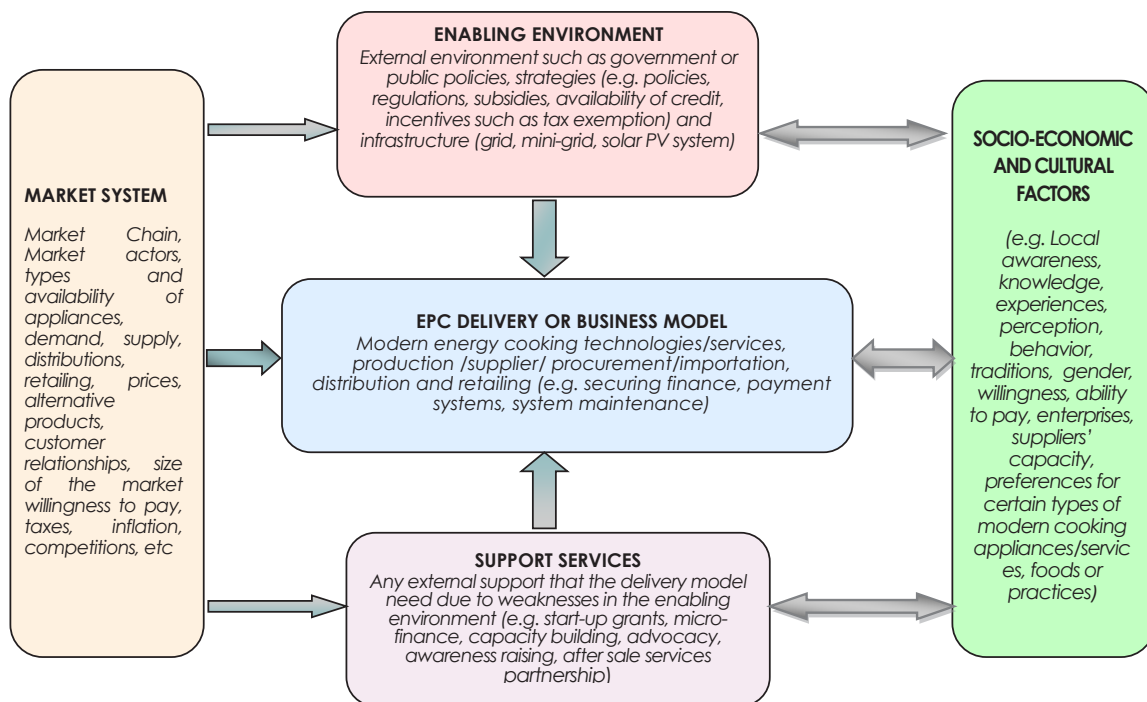 ENABLING ENVIRONMENT
External environment such as government or
public policies, strategies (e.g. policies,
regulations, subsidies, availability of credit,
incentives such as tax exemption) and
infrastructure (grid, mini-grid, solar PV system)
MARKET SYSTEM
Market Chain,
Market actors,
types and
availability of
appliances,
demand, supply,
distributions,
retailing, prices,
alternative
products,
customer
relationships, size
of the market
willingness to pay,
taxes, inflation,
competitions, etc
EPC DELIVERY OR BUSINESS MODEL
Modern energy cooking technologies/services,
production /supplier/ procurement/importation,
distribution and retailing (e.g. securing finance, payment
systems, system maintenance)
SUPPORT SERVICES
Any external support that the delivery model
need due to weaknesses in the enabling
environment (e.g. start-up grants, micro-
finance, capacity building, advocacy,
awareness raising, after sale services
partnership)
SOCIO-ECONOMIC
AND CULTURAL
FACTORS
(e.g. Local
awareness,
knowledge,
experiences,
perception,
behavior,
traditions, gender,
willingness, ability
to pay, enterprises,
suppliers'
capacity,
preferences for
certain types of
modern cooking
appliances/servic
es, foods or
practices)